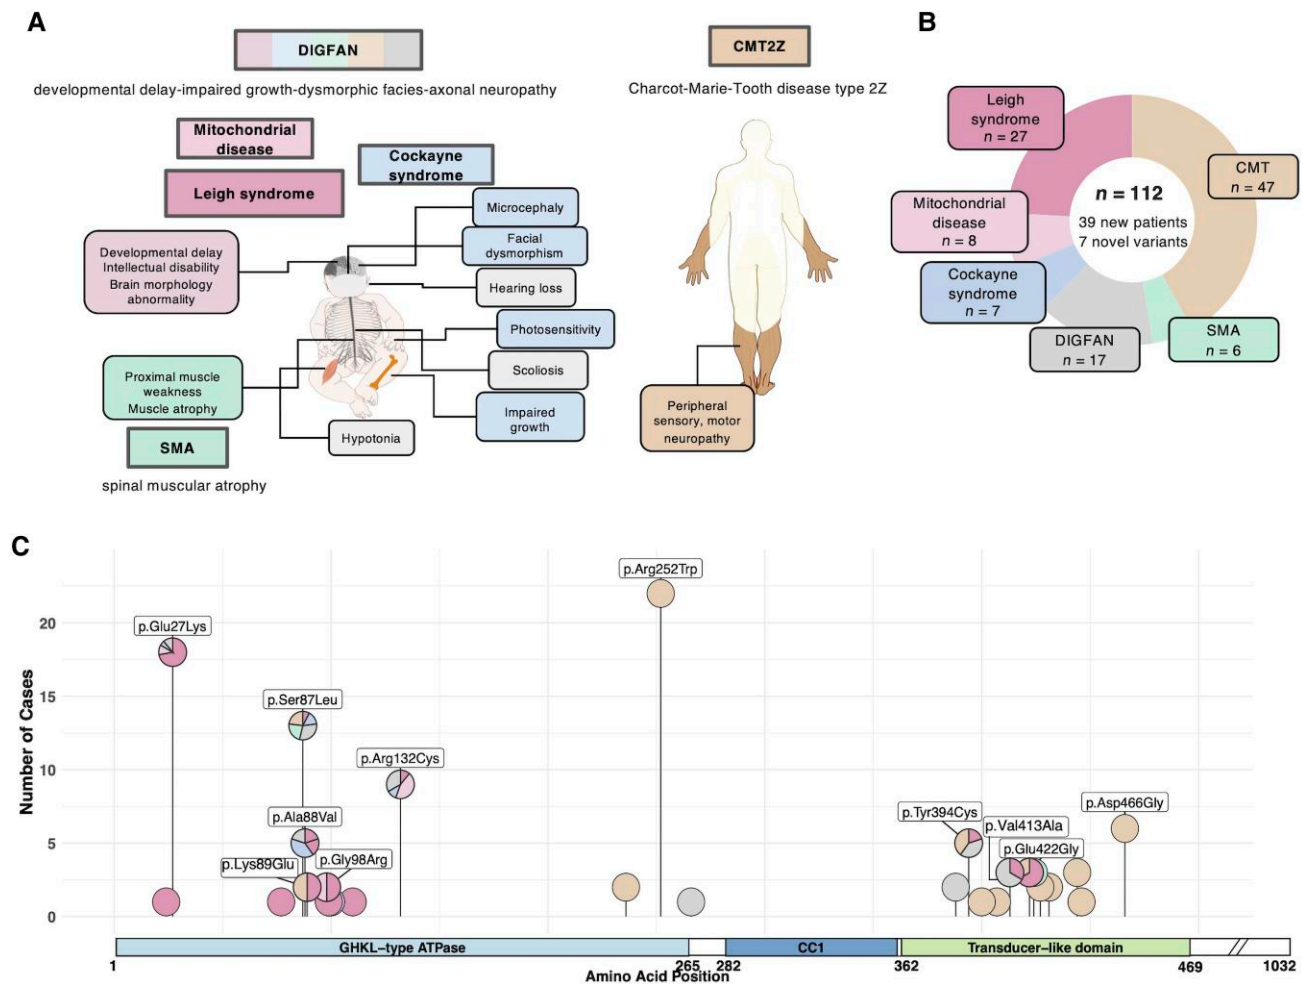 A
DIGFAN
developmental delay-impaired growth-dysmorphic facies-axonal neuropathy
Mitochondrial
disease
Leigh syndrome
Cockayne
syndrome
Microcephaly
Facial
dysmorphism
Hearing loss
Photosensitivity
Scoliosis
Impaired
growth
Developmental delay
Intellectual disability
Brain morphology
abnormality
Proximal muscle
weakness
Muscle atrophy
SMA
spinal muscular atrophy
Hypotonia
CMT2Z
Charcot-Marie-Tooth disease type 2Z
Peripheral
sensory, motor
neuropathy
B
Leigh
syndrome
n = 27
CMT
n = 47
Mitochondrial
disease
n = 8
n = 112
39 new patients
7 novel variants
Cockayne
syndrome
n = 7
DIGFAN
n = 17
SMA
n = 6
C
Number of Cases
20
15
10
5
0
p.Glu27Lys
p.Ser87Leu
p.Arg132Cys
p.Ala88Val
p.Lys89Glu
p.Gly98Arg
p.Arg252Trp
p.Tyr394Cys
p.Val413Ala
p.Glu422Gly
p.Asp466Gly
GHKL–type ATPase
CC1
Transducer–like domain
1
265
282
362
469
1032
Amino Acid Position